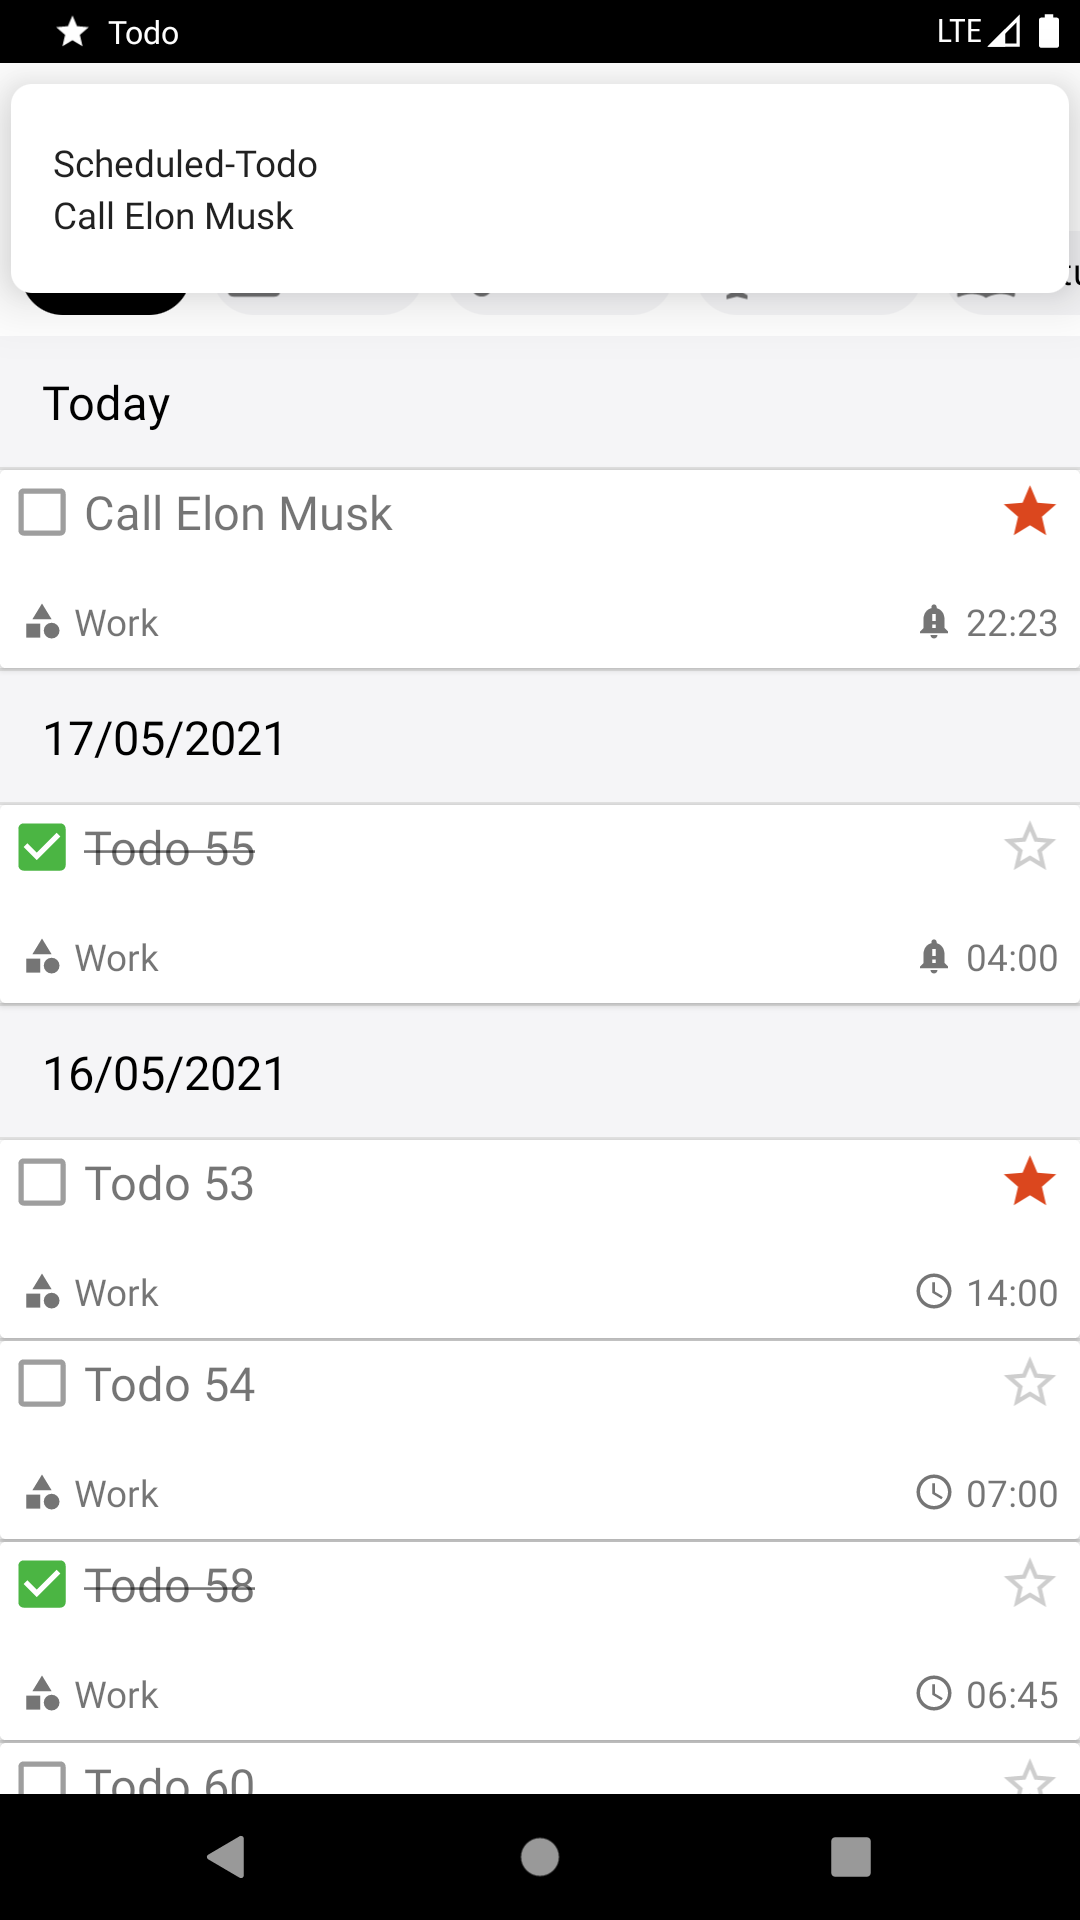 Todo
LTE
Scheduled-Todo
Call Elon Musk
Today
Call Elon Musk
Work
22:23
17/05/2021
Todo 55
Work
04:00
16/05/2021
Todo 53
Work
14:00
Todo 54
Work
07:00
Todo 58
Work
06:45
Todo 60